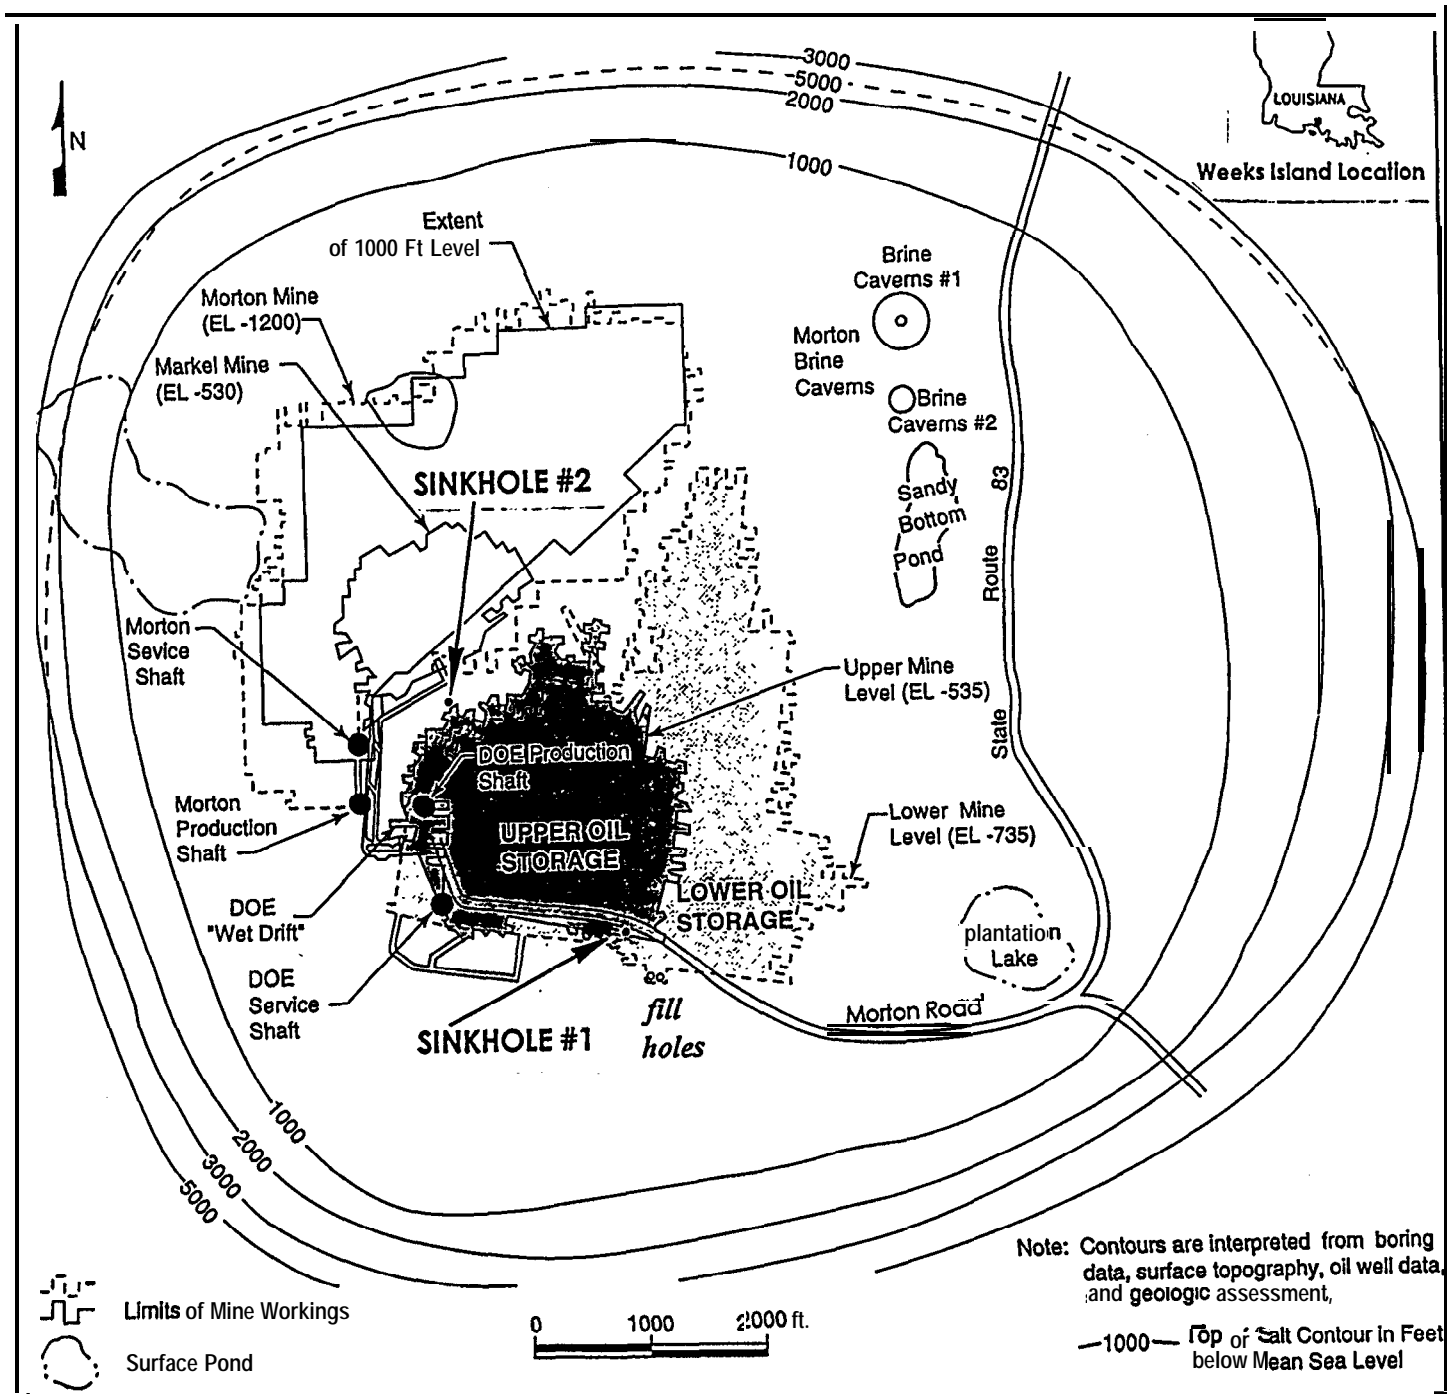 3000
5000
2000
1000
N
LOUISIANA
Weeks Island Location
Extent
of 1000 Ft Level
Morton Mine
(EL -1200)
Markel Mine
(EL -530)
Brine
Caverns #1
Morton
Brine
Caverns
Brine
Caverns #2
SINKHOLE #2
Sandy
Bottom
Pond
State Route 83
Morton
Sevice
Shaft
Upper Mine
Level (EL -535)
DOE Production
Shaft
Morton
Production
Shaft
UPPER OIL
STORAGE
Lower Mine
Level (EL -735)
LOWER OIL
STORAGE
DOE
"Wet Drift"
plantation
Lake
DOE
Service
Shaft
SINKHOLE #1
fill
holes
Morton Road
1000
2000
3000
5000
Note: Contours are interpreted from boring
data, surface topography, oil well data,
and geologic assessment,
Limits of Mine Workings
Surface Pond
0 1000 2000 ft.
-1000- Top of Salt Contour in Feet
below Mean Sea Level